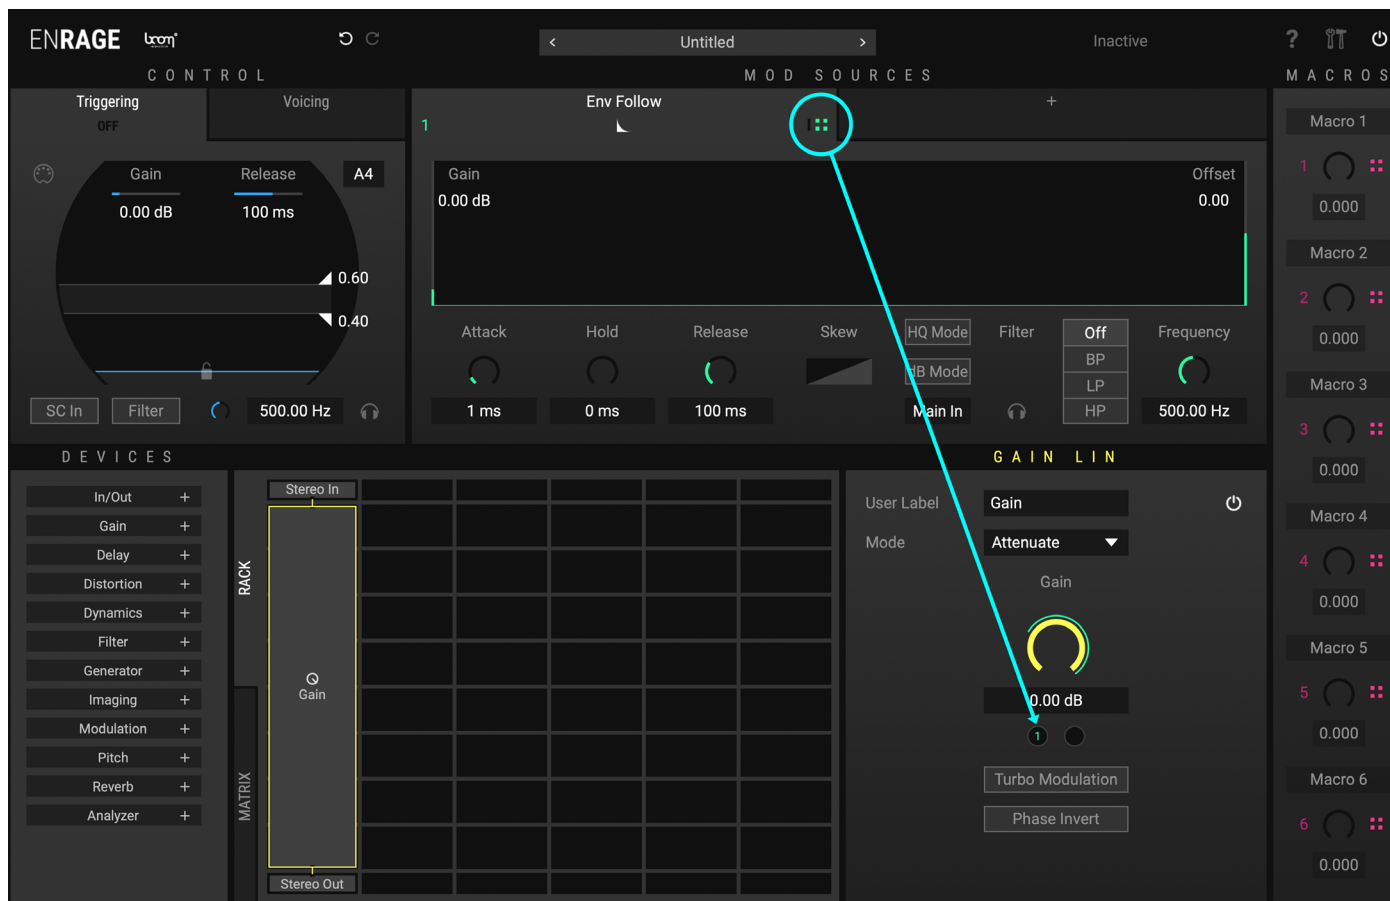 ENRAGE boom
Untitled
Inactive
?
CONTROL
MOD SOURCES
MACROS
Triggering
OFF
Voicing
Env Follow
1
+
Gain
0.00 dB
Release
100 ms
A4
0.60
0.40
SC In
Filter
500.00 Hz
Gain
0.00 dB
Offset
0.00
Attack
1 ms
Hold
0 ms
Release
100 ms
Skew
HQ Mode
dB Mode
Main In
Filter
Off
BP
LP
HP
Frequency
500.00 Hz
Macro 1
1
0.000
Macro 2
2
0.000
Macro 3
3
0.000
Macro 4
4
0.000
Macro 5
5
0.000
Macro 6
6
0.000
DEVICES
In/Out +
Gain +
Delay +
Distortion +
Dynamics +
Filter +
Generator +
Imaging +
Modulation +
Pitch +
Reverb +
Analyzer +
RACK
MATRIX
Stereo In
Gain
Stereo Out
GAIN LIN
User Label Gain
Mode Attenuate
Gain
0.00 dB
1
Turbo Modulation
Phase Invert